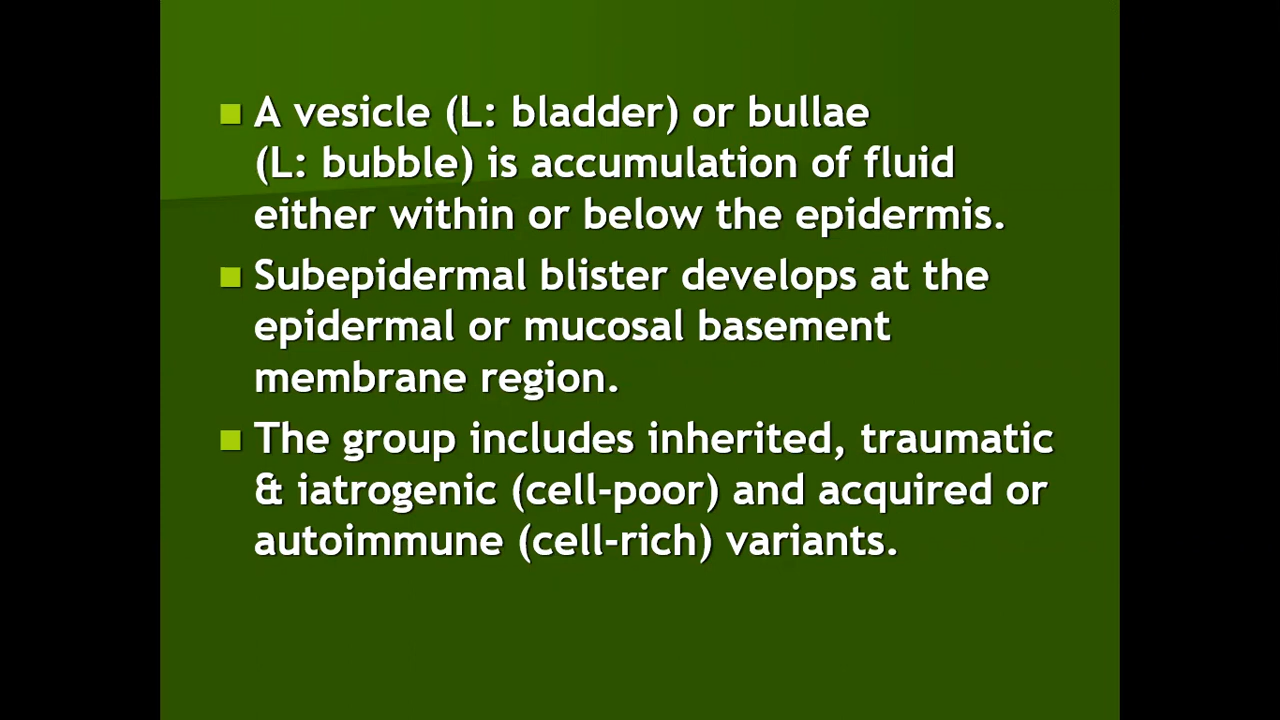 A vesicle (L: bladder) or bullae
(L: bubble) is accumulation of fluid
either within or below the epidermis.
Subepidermal blister develops at the
epidermal or mucosal basement
membrane region.
The group includes inherited, traumatic
& iatrogenic (cell-poor) and acquired or
autoimmune (cell-rich) variants.